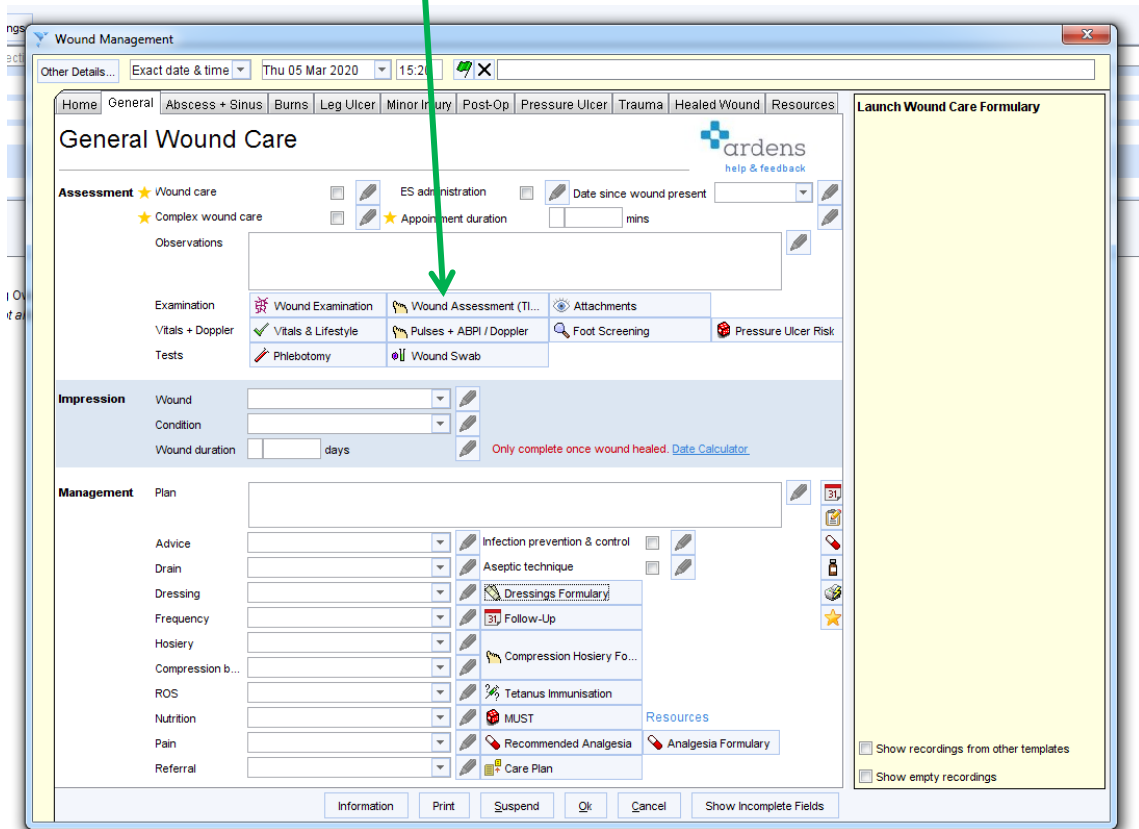 ngs
Wound Management
ecti
Other Details... Exact date & time Thu 05 Mar 2020 15:20
Home General Abscess + Sinus Burns Leg Ulcer Minor Injury Post-Op Pressure Ulcer Trauma Healed Wound Resources
Launch Wound Care Formulary
General Wound Care
ardens
help & feedback
Assessment Wound care ES administration Date since wound present
Complex wound care Appointment duration mins
Observations
Examination Wound Examination Wound Assessment (TI... Attachments
Vitals + Doppler Vitals & Lifestyle Pulses + ABPI / Doppler Foot Screening Pressure Ulcer Risk
Tests Phlebotomy Wound Swab
Impression Wound
Condition
Wound duration days Only complete once wound healed. Date Calculator
Management Plan
31
Advice Infection prevention & control
Drain Aseptic technique
Dressing Dressings Formulary
Frequency 31 Follow-Up
Hosiery
Compression Hosiery Fo...
Compression b...
ROS Tetanus Immunisation
Nutrition MUST Resources
Pain Recommended Analgesia Analgesia Formulary
Referral Care Plan
Show recordings from other templates
Show empty recordings
Information Print Suspend Ok Cancel Show Incomplete Fields